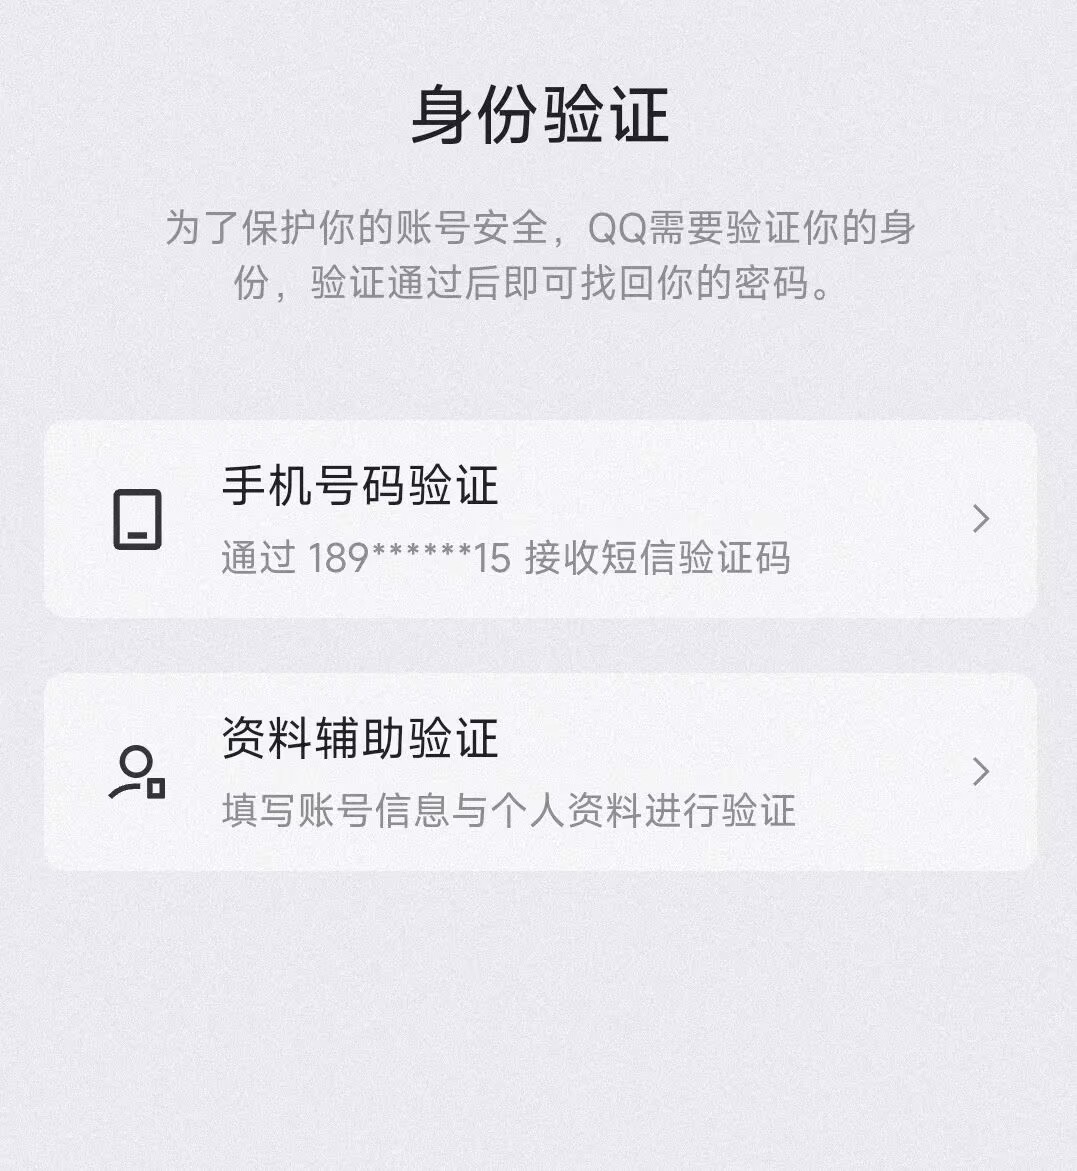 身份验证
为了保护你的账号安全，QQ需要验证你的身
份，验证通过后即可找回你的密码。
手机号码验证
通过 189******15 接收短信验证码
资料辅助验证
填写账号信息与个人资料进行验证